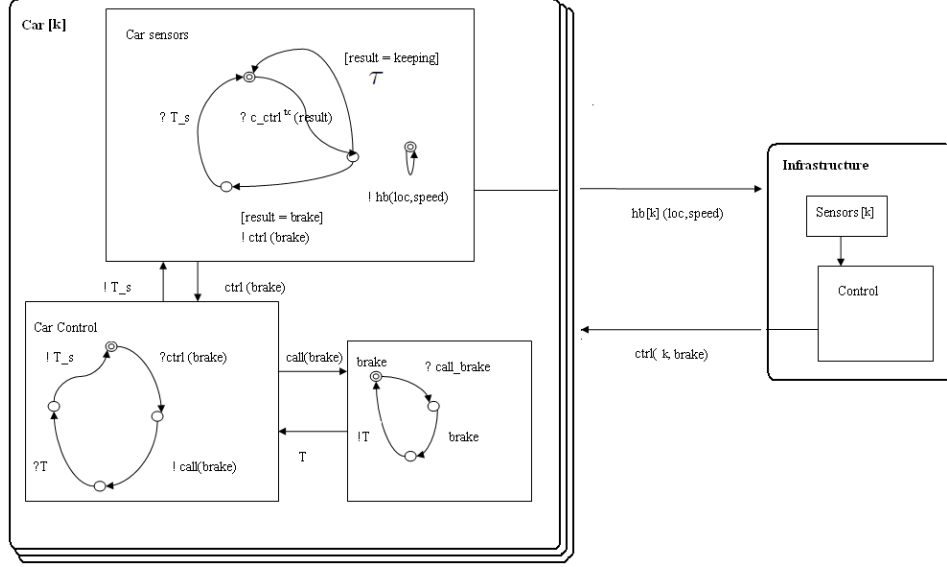 Car [k]
Car sensors
[result = keeping]
τ
? T_s
? c_ctrl tc (result)
! hb(loc,speed)
[result = brake]
! ctrl (brake)
hb[k] (loc,speed)
Infrastructure
Sensors [k]
Control
ctrl( k, brake)
! T_s
ctrl (brake)
Car Control
! T_s
?ctrl (brake)
?T
! call(brake)
call(brake)
T
brake
? call_brake
!T
brake